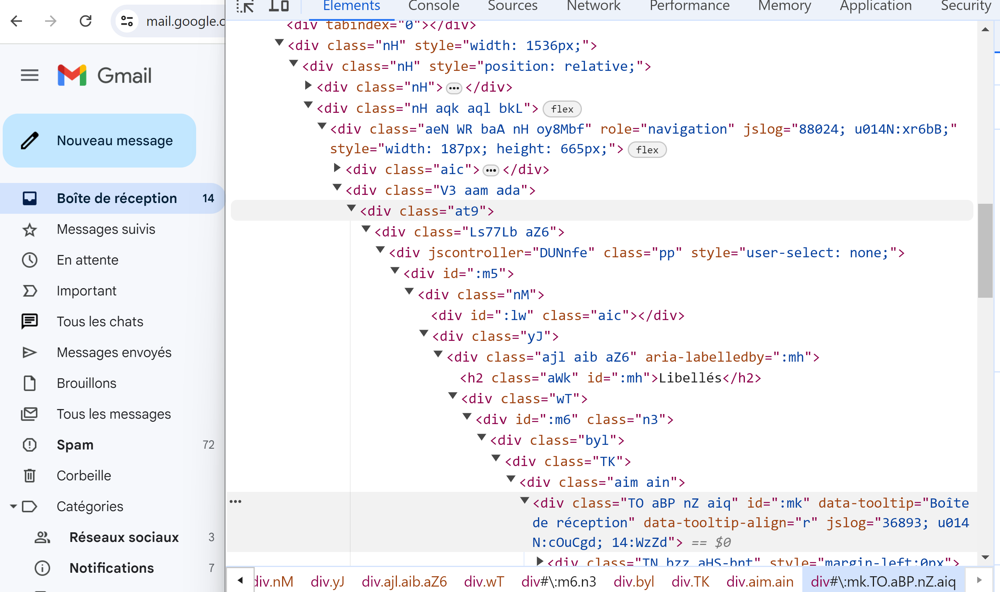 mail.google.c
Gmail
Nouveau message
Boîte de réception 14
Messages suivis
En attente
Important
Tous les chats
Messages envoyés
Brouillons
Tous les messages
Spam 72
Corbeille
Catégories
Réseaux sociaux 3
Notifications 7
Elements Console Sources Network Performance Memory Application Security
<div tabindex="0"></div>
<div class="nH" style="width: 1536px;">
<div class="nH" style="position: relative;">
<div class="nH">•••</div>
<div class="nH aqk aql bkL"> flex
<div class="aeN WR baA nH oy8Mbf" role="navigation" jslog="88024; u014N:xr6bB;"
style="width: 187px; height: 665px;"> flex
<div class="aic">•••</div>
<div class="V3 aam ada">
<div class="at9">
<div class="Ls77Lb aZ6">
<div jscontroller="DUNnfe" class="pp" style="user-select: none;">
<div id=":m5">
<div class="nM">
<div id=":lw" class="aic"></div>
<div class="yJ">
<div class="ajl aib aZ6" aria-labelledby=":mh">
<h2 class="aWk" id=":mh">Libellés</h2>
<div class="wT">
<div id=":m6" class="n3">
<div class="byl">
<div class="TK">
<div class="aim ain">
••• <div class="TO aBP nZ aiq" id=":mk" data-tooltip="Boîte
de réception" data-tooltip-align="r" jslog="36893; u014
N:cOuCgd; 14:WzZd"> == $0
<div class="TN bzz aHS-bnt" style="margin-left:0px">
div.nM div.yJ div.ajl.aib.aZ6 div.wT div#\:m6.n3 div.byl div.TK div.aim.ain div#\:mk.TO.aBP.nZ.aiq